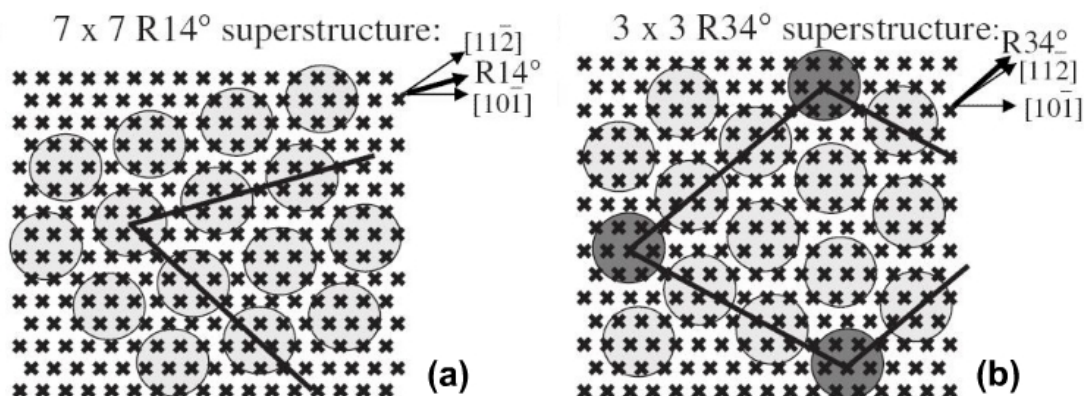 7 x 7 R14° superstructure:
[11̄2̄]
R14°
[101̄]
(a)
3 x 3 R34° superstructure:
R34°
[112̄]
[101̄]
(b)